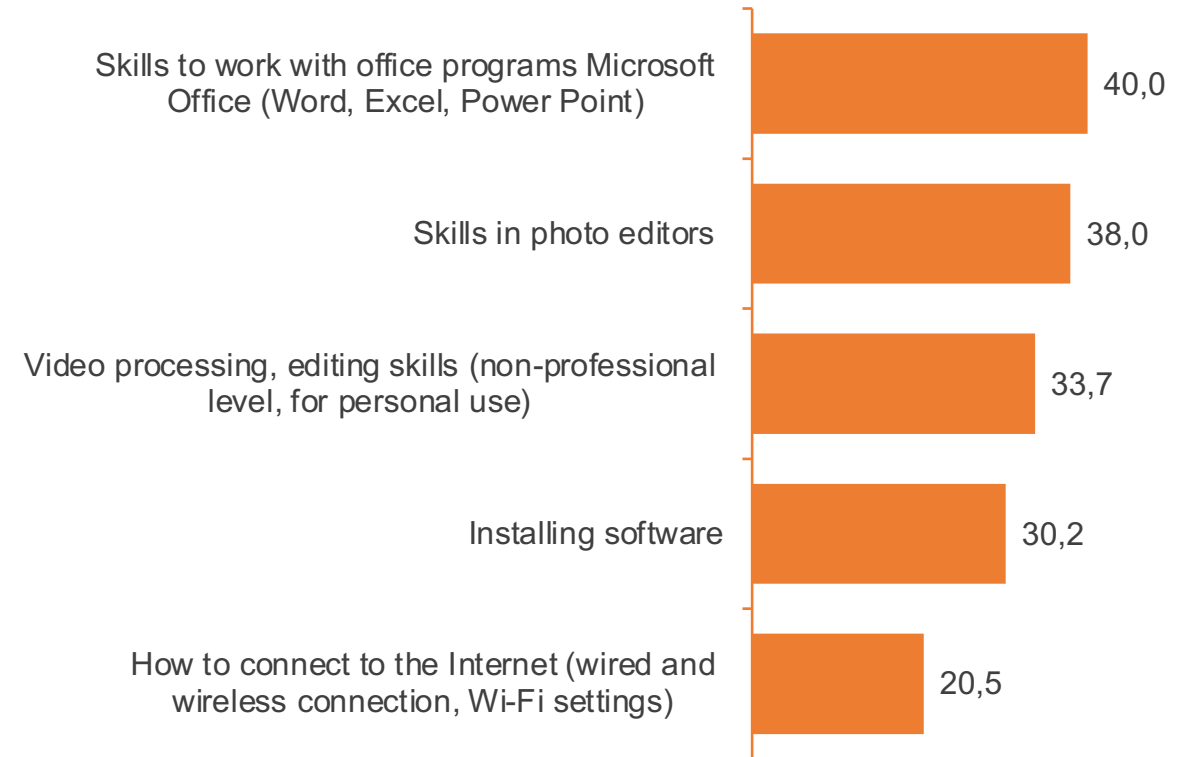 Skills to work with office programs Microsoft
Office (Word, Excel, Power Point)
40,0
Skills in photo editors
38,0
Video processing, editing skills (non-professional
level, for personal use)
33,7
Installing software
30,2
How to connect to the Internet (wired and
wireless connection, Wi-Fi settings)
20,5